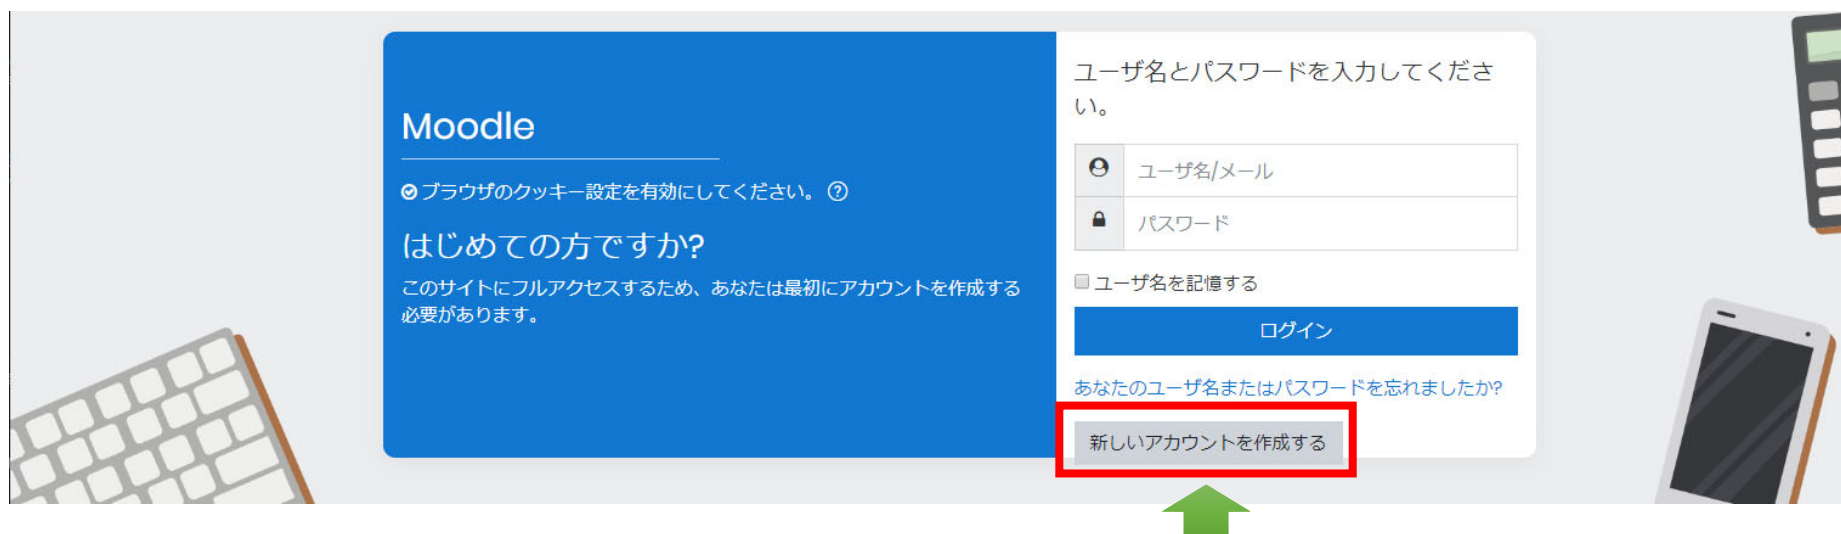 Moodle
ブラウザのクッキー設定を有効にしてください。
はじめての方ですか?
このサイトにフルアクセスするため、あなたは最初にアカウントを作成する
必要があります。
ユーザ名とパスワードを入力してくださ
い。
ユーザ名/メール
パスワード
ユーザ名を記憶する
ログイン
あなたのユーザ名またはパスワードを忘れましたか?
新しいアカウントを作成する